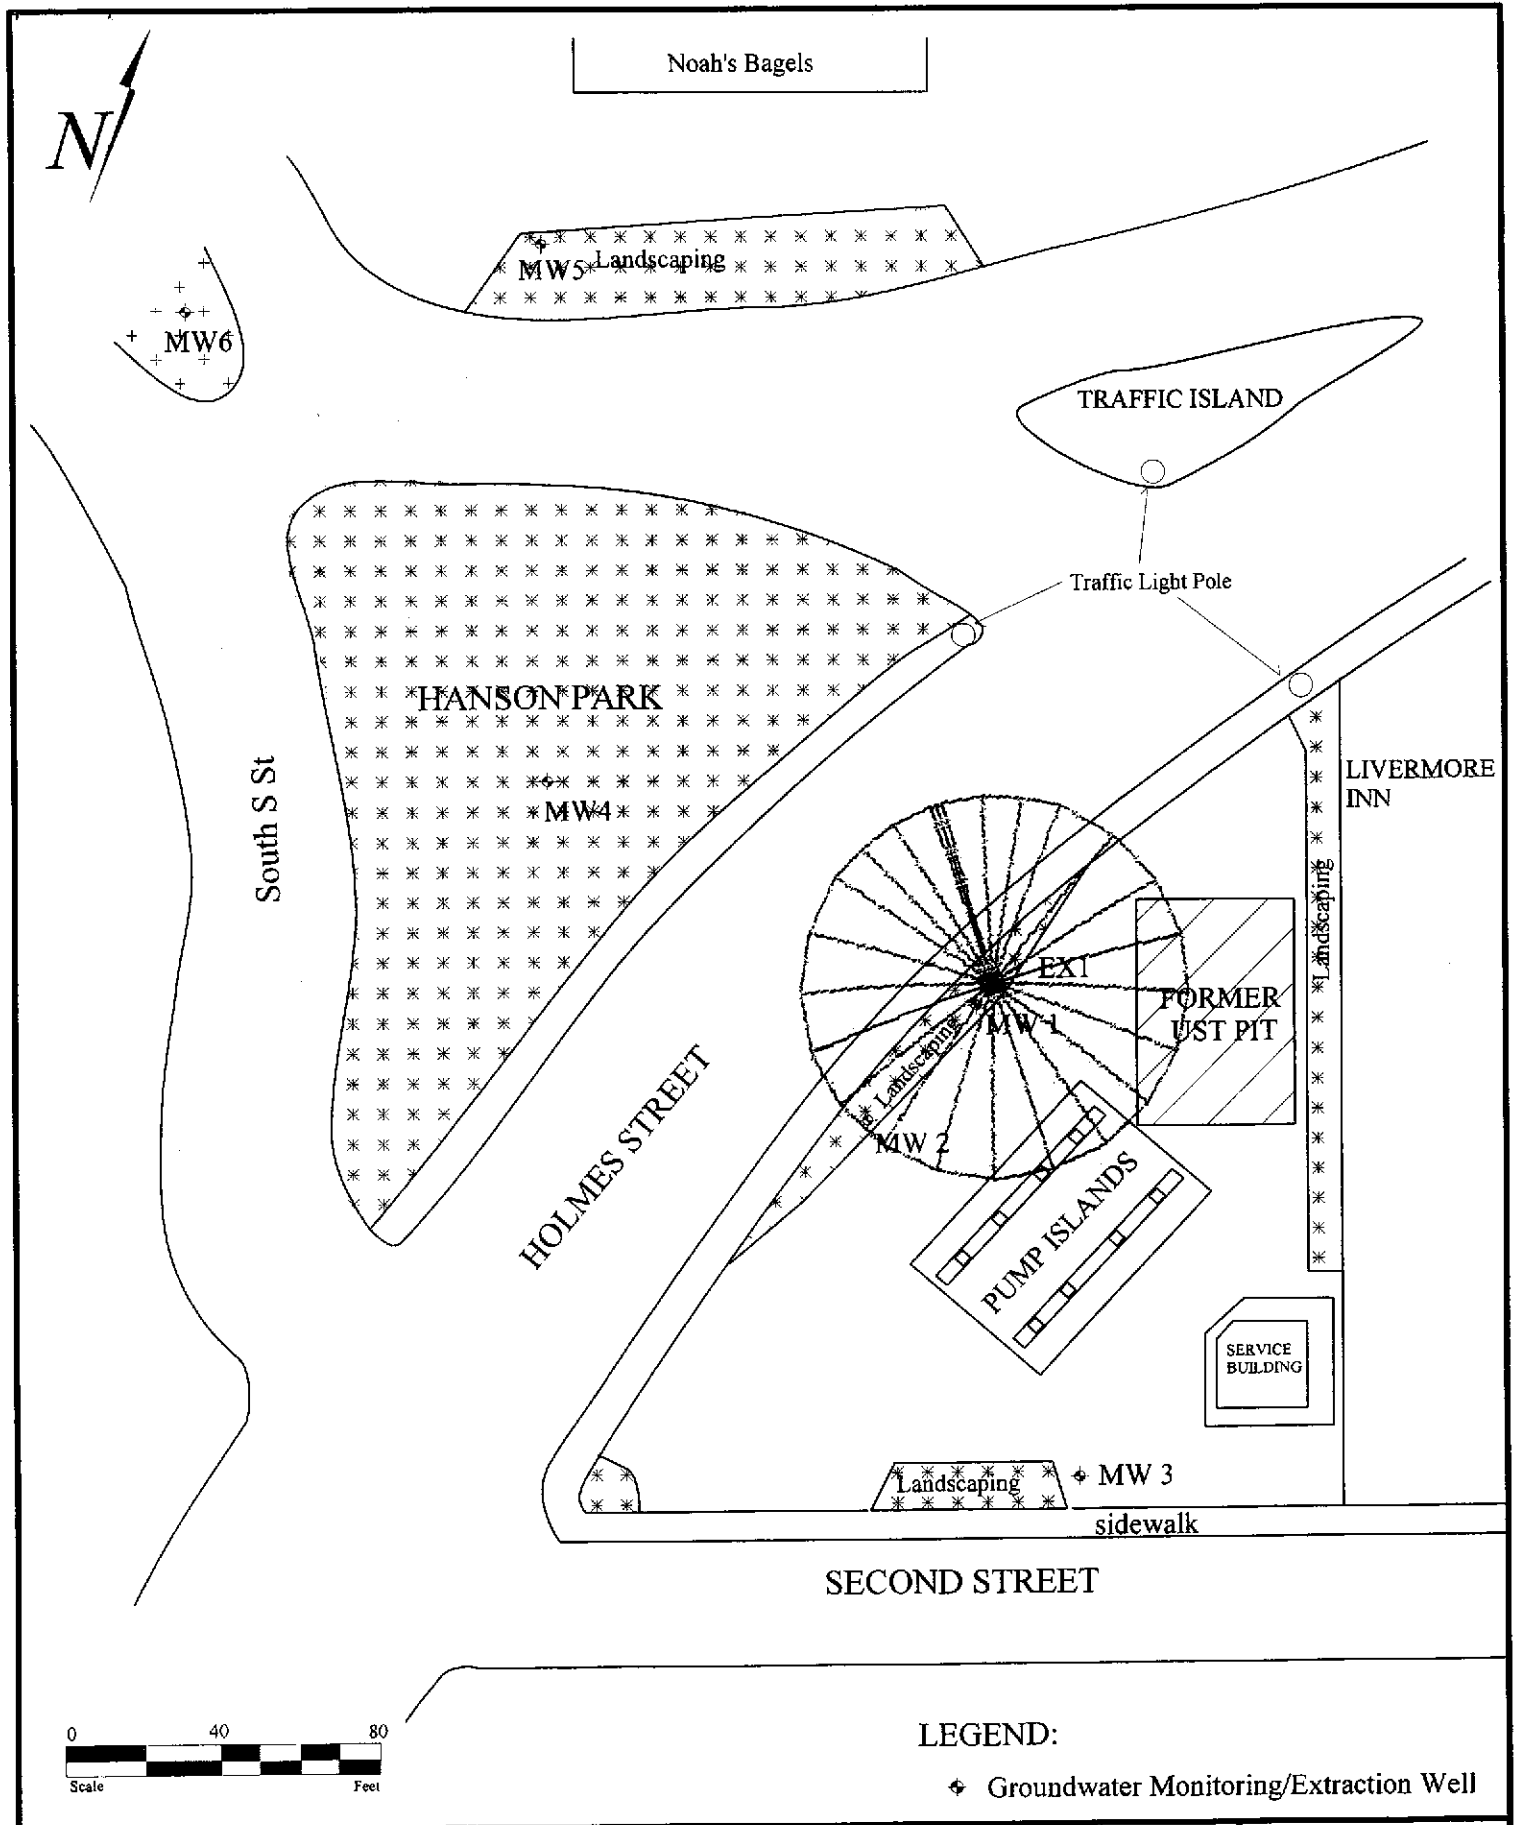 Noah's Bagels
N
Landscaping
MW5
MW6
TRAFFIC ISLAND
Traffic Light Pole
HANSON PARK
MW4
South S St
LIVERMORE
INN
Landscaping
EX1
FORMER
UST PIT
MW 1
Landscaping
MW 2
HOLMES STREET
PUMP ISLANDS
SERVICE
BUILDING
Landscaping
MW 3
sidewalk
SECOND STREET
0 40 80
Scale Feet
LEGEND:
Groundwater Monitoring/Extraction Well